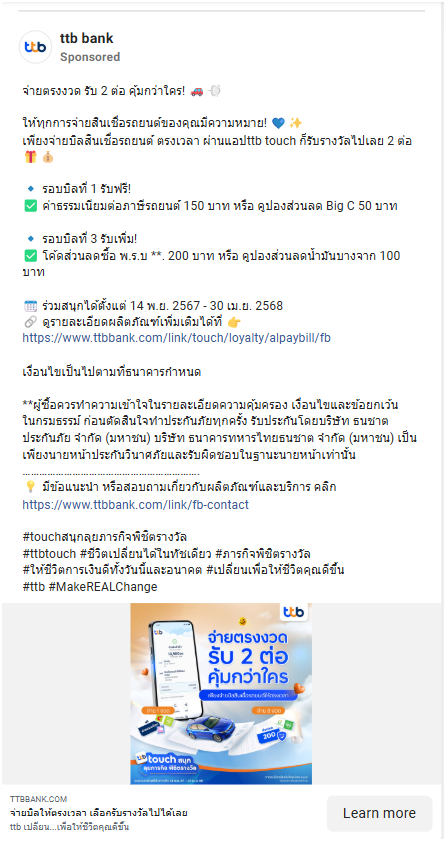 ttb bank
Sponsored
จ่ายตรงงวด รับ 2 ต่อ คุ้มกว่าใคร! 🚗 💨
ให้ทุกการจ่ายสินเชื่อรถยนต์ของคุณมีความหมาย! 💙 ✨
เพียงจ่ายบิลสินเชื่อรถยนต์ ตรงเวลา ผ่านแอปttb touch ก็รับรางวัลไปเลย 2 ต่อ
🎁 💰
🔹 รอบบิลที่ 1 รับฟรี!
✅ ค่าธรรมเนียมต่อภาษีรถยนต์ 150 บาท หรือ คูปองส่วนลด Big C 50 บาท
🔹 รอบบิลที่ 3 รับเพิ่ม!
✅ โค้ดส่วนลดซื้อ พ.ร.บ **. 200 บาท หรือ คูปองส่วนลดน้ำมันบางจาก 100
บาท
🗓️ ร่วมสนุกได้ตั้งแต่ 14 พ.ย. 2567 - 30 เม.ย. 2568
🔗 ดูรายละเอียดผลิตภัณฑ์เพิ่มเติมได้ที่ 👉
https://www.ttbbank.com/link/touch/loyalty/alpaybill/fb
เงื่อนไขเป็นไปตามที่ธนาคารกำหนด
**ผู้ซื้อควรทำความเข้าใจในรายละเอียดความคุ้มครอง เงื่อนไขและข้อยกเว้น
ในกรมธรรม์ ก่อนตัดสินใจทำประกันภัยทุกครั้ง รับประกันโดยบริษัท ธนชาต
ประกันภัย จำกัด (มหาชน) บริษัท ธนาคารทหารไทยธนชาต จำกัด (มหาชน) เป็น
เพียงนายหน้าประกันวินาศภัยและรับผิดชอบในฐานะนายหน้าเท่านั้น
……………………………………………….
💡 มีข้อแนะนำ หรือสอบถามเกี่ยวกับผลิตภัณฑ์และบริการ คลิก
https://www.ttbbank.com/link/fb-contact
#touchสนุกลุยภารกิจพิชิตรางวัล
#ttbtouch #ชีวิตเปลี่ยนได้ในทัชเดียว #ภารกิจพิชิตรางวัล
#ให้ชีวิตการเงินดีทั้งวันนี้และอนาคต #เปลี่ยนเพื่อให้ชีวิตคุณดีขึ้น
#ttb #MakeREALChange
ttb
จ่ายตรงงวด
รับ 2 ต่อ
คุ้มกว่าใคร
เพียงจ่ายบิลสินเชื่อรถยนต์ตรงเวลา
จ่าย 1 งวด
จ่าย 3 งวด
200
ttb touch สนุก
ลุยภารกิจ พิชิตรางวัล
TTBBANK.COM
จ่ายบิลให้ตรงเวลา เลือกรับรางวัลไปได้เลย
ttb เปลี่ยน...เพื่อให้ชีวิตคุณดีขึ้น
Learn more